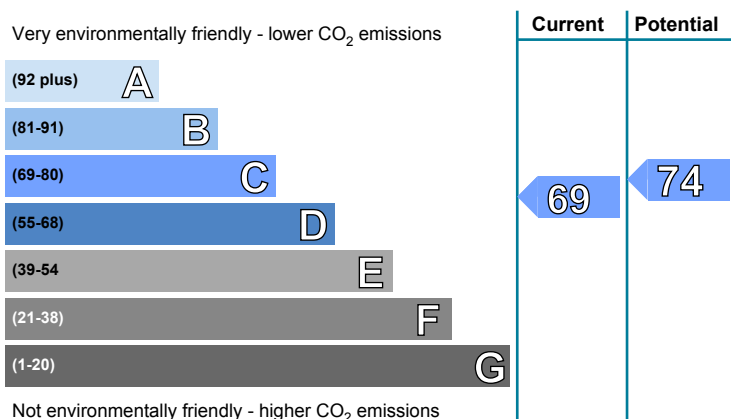 Very environmentally friendly - lower CO2 emissions
Current
Potential
(92 plus) A
(81-91) B
(69-80) C
(55-68) D
(39-54 E
(21-38) F
(1-20) G
69
74
Not environmentally friendly - higher CO2 emissions